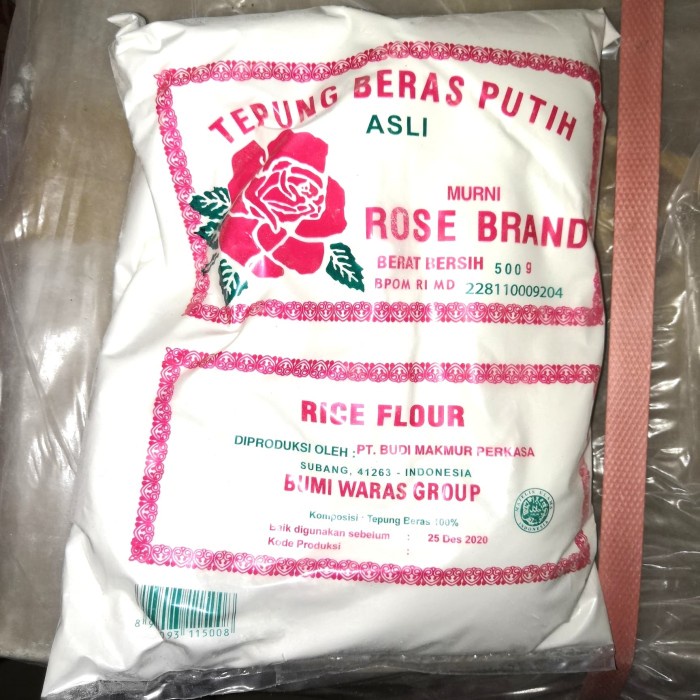 TEPUNG BERAS PUTIH
ASLI
MURNI
ROSE BRAND
BERAT BERSIH 500 g
BPOM RI MD 228110009204
RICE FLOUR
DIPRODUKSI OLEH : PT. BUDI MAKMUR PERKASA
SUBANG, 41263 - INDONESIA
BUMI WARAS GROUP
Komposisi : Tepung Beras 100%
Baik digunakan sebelum : 25 Des 2020
Kode Produksi :
115008